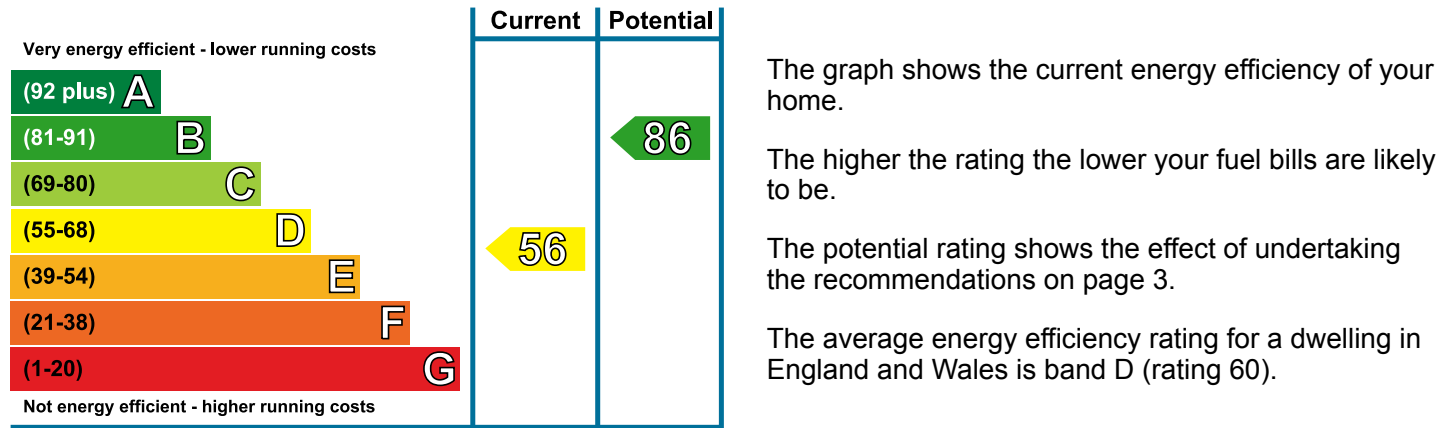 Current Potential
Very energy efficient - lower running costs
(92 plus) A
(81-91) B
86
(69-80) C
(55-68) D
56
(39-54) E
(21-38) F
(1-20) G
Not energy efficient - higher running costs
The graph shows the current energy efficiency of your
home.
The higher the rating the lower your fuel bills are likely
to be.
The potential rating shows the effect of undertaking
the recommendations on page 3.
The average energy efficiency rating for a dwelling in
England and Wales is band D (rating 60).